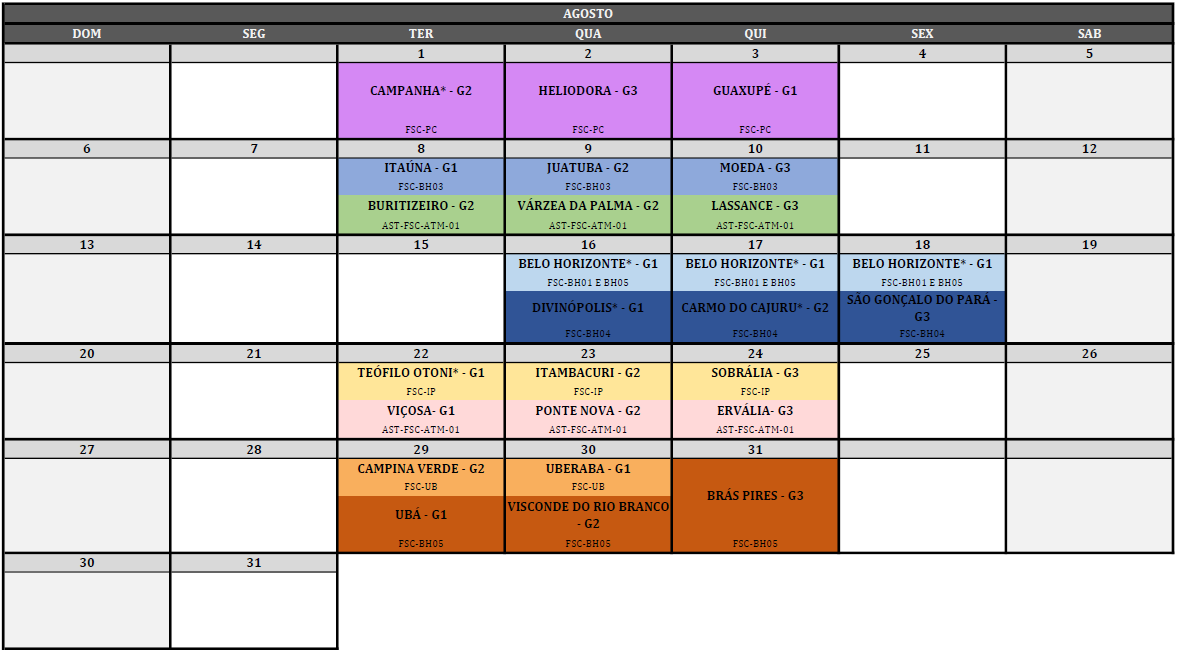 AGOSTO
DOM SEG TER QUA QUI SEX SAB
1 2 3 4 5
CAMPANHA* - G2 HELIODORA - G3 GUAXUPÉ - G1
FSC-PC FSC-PC FSC-PC
6 7 8 9 10 11 12
ITAÚNA - G1 JUATUBA - G2 MOEDA - G3
FSC-BH03 FSC-BH03 FSC-BH03
BURITIZEIRO - G2 VÁRZEA DA PALMA - G2 LASSANCE - G3
AST-FSC-ATM-01 AST-FSC-ATM-01 AST-FSC-ATM-01
13 14 15 16 17 18 19
BELO HORIZONTE* - G1 BELO HORIZONTE* - G1 BELO HORIZONTE* - G1
FSC-BH01 E BH05 FSC-BH01 E BH05 FSC-BH01 E BH05
DIVINÓPOLIS* - G1 CARMO DO CAJURU* - G2 SÃO GONÇALO DO PARÁ -
G3
FSC-BH04 FSC-BH04 FSC-BH04
20 21 22 23 24 25 26
TEÓFILO OTONI* - G1 ITAMBACURI - G2 SOBRÁLIA - G3
FSC-IP FSC-IP FSC-IP
VIÇOSA- G1 PONTE NOVA - G2 ERVÁLIA- G3
AST-FSC-ATM-01 AST-FSC-ATM-01 AST-FSC-ATM-01
27 28 29 30 31
CAMPINA VERDE - G2 UBERABA - G1
FSC-UB FSC-UB
BRÁS PIRES - G3
UBÁ - G1 VISCONDE DO RIO BRANCO
- G2
FSC-BH05 FSC-BH05 FSC-BH05
30 31